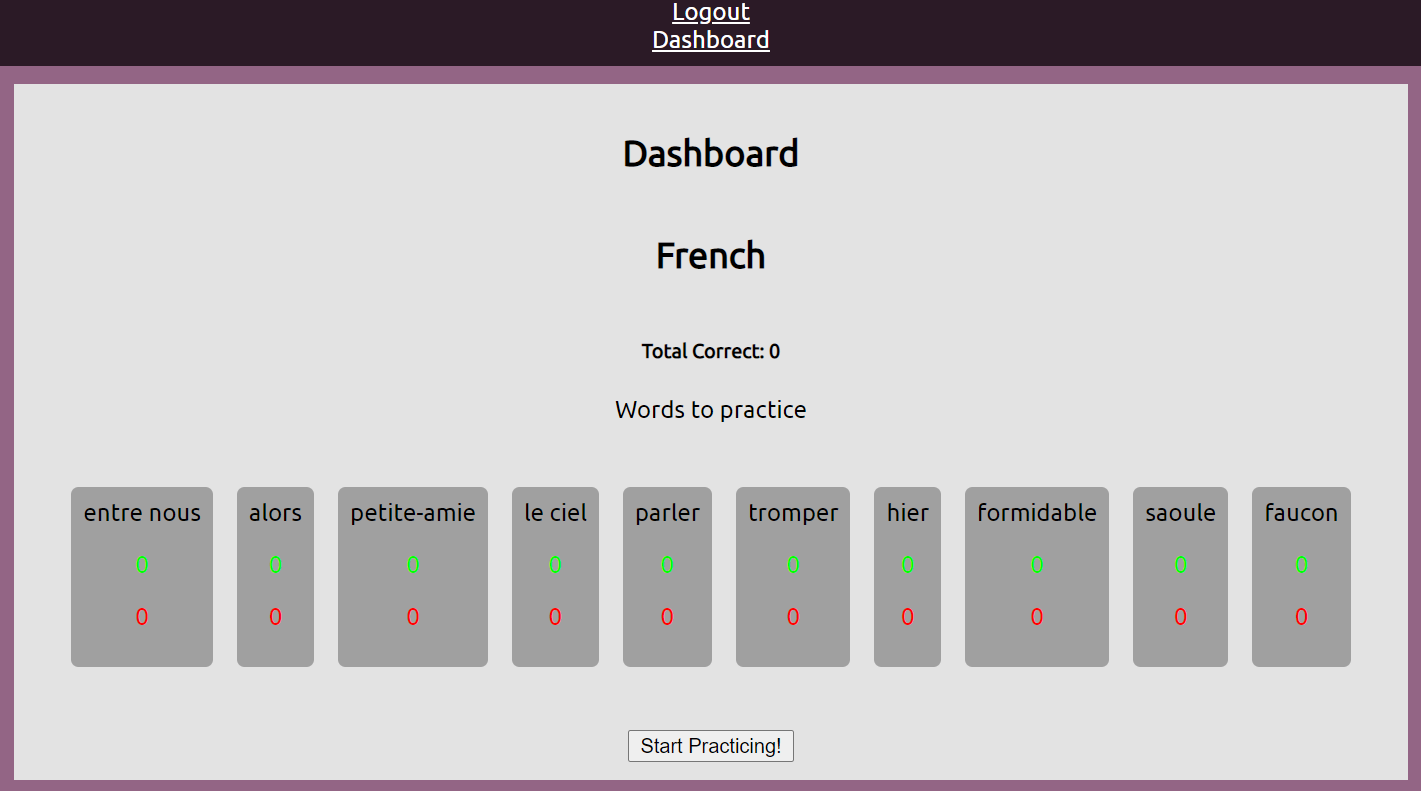 Logout
Dashboard
Dashboard
French
Total Correct: 0
Words to practice
entre nous alors petite-amie le ciel parler tromper hier formidable saoule faucon
0 0 0 0 0 0 0 0 0 0
0 0 0 0 0 0 0 0 0 0
Start Practicing!